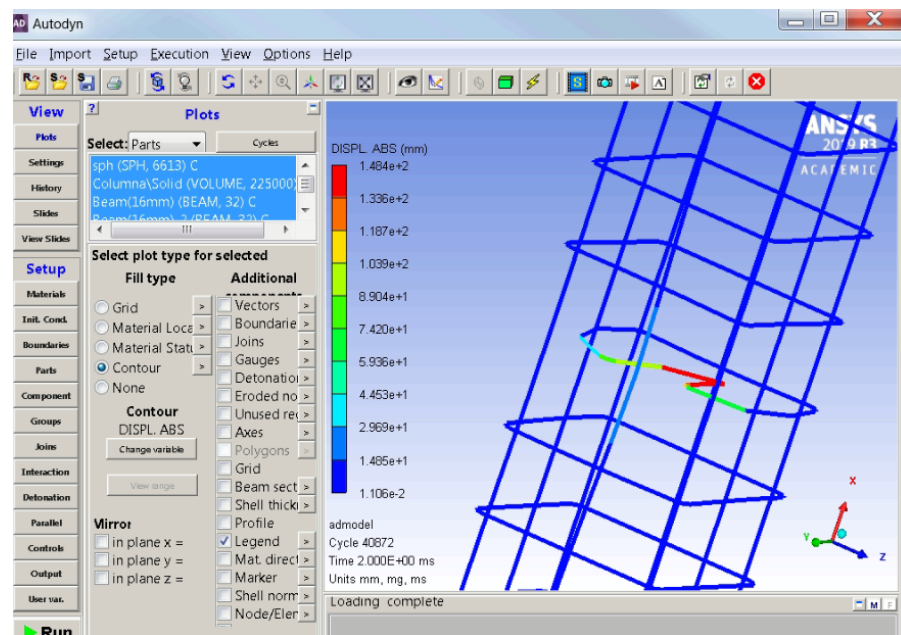 Autodyn
File Import Setup Execution View Options Help
View
Plots
Settings
History
Slides
View Slides
Setup
Materials
Init. Cond.
Boundaries
Parts
Component
Groups
Joins
Interaction
Detonation
Parallel
Controls
Output
User var.
Run
? Plots
Select: Parts Cycles
sph (SPH, 6613) C
Columna\Solid (VOLUME, 225000)
Beam(16mm) (BEAM, 32) C
Beam(16mm)_2 (BEAM, 32) C
Select plot type for selected
Fill type
Grid >
Material Loca >
Material Statu >
Contour >
None
Contour
DISPL. ABS
Change variable
View range
Mirror
in plane x =
in plane y =
in plane z =
Additional
components
Vectors >
Boundarie >
Joins
Gauges >
Detonatio >
Eroded no >
Unused re >
Axes >
Polygons >
Grid
Beam sect >
Shell thick >
Profile
Legend >
Mat. direct >
Marker >
Shell norm >
Node/Eler >
DISPL. ABS (mm)
1.484e+2
1.336e+2
1.187e+2
1.039e+2
8.904e+1
7.420e+1
5.936e+1
4.453e+1
2.969e+1
1.485e+1
1.106e-2
admodel
Cycle 40872
Time 2.000E+00 ms
Units mm, mg, ms
ANSYS
2019 R3
ACADEMIC
X
Y
Z
Loading complete
M F